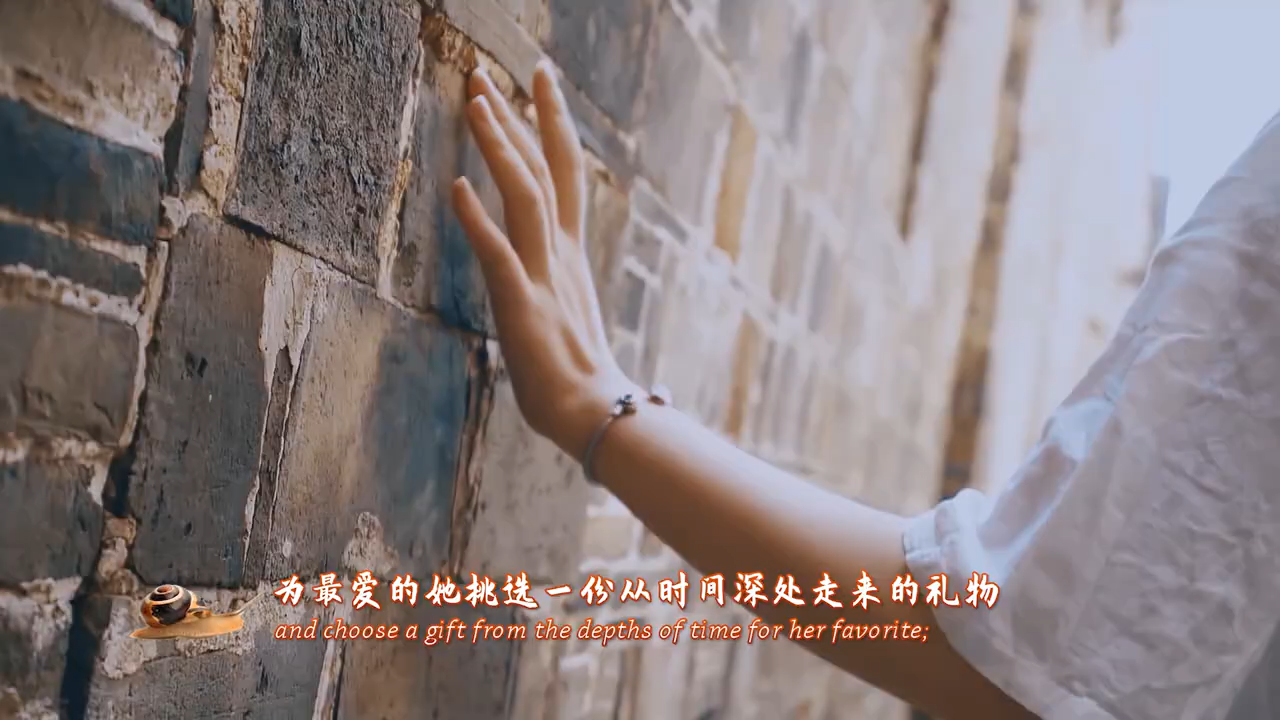 为最爱的她挑选一份从时间深处走来的礼物
and choose a gift from the depths of time for her favorite;